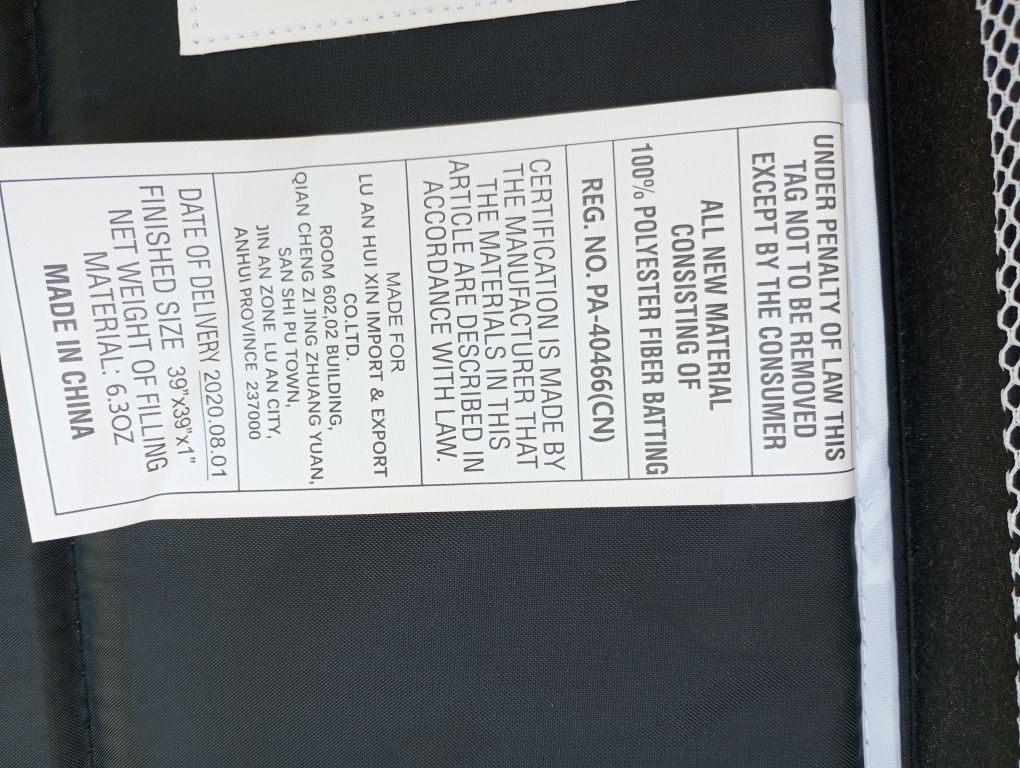 UNDER PENALTY OF LAW THIS
TAG NOT TO BE REMOVED
EXCEPT BY THE CONSUMER
ALL NEW MATERIAL
CONSISTING OF
100% POLYESTER FIBER BATTING
REG. NO. PA-40466(CN)
CERTIFICATION IS MADE BY
THE MANUFACTURER THAT
THE MATERIALS IN THIS
ARTICLE ARE DESCRIBED IN
ACCORDANCE WITH LAW.
MADE FOR
LU AN HUI XIN IMPORT & EXPORT
CO.LTD.
ROOM 602,02 BUILDING,
QIAN CHENG ZI JING ZHUANG YUAN,
SAN SHI PU TOWN,
JIN AN ZONE LU AN CITY,
ANHUI PROVINCE 237000
DATE OF DELIVERY 2020.08.01
FINISHED SIZE 39"x39"x1"
NET WEIGHT OF FILLING
MATERIAL: 6.3OZ
MADE IN CHINA